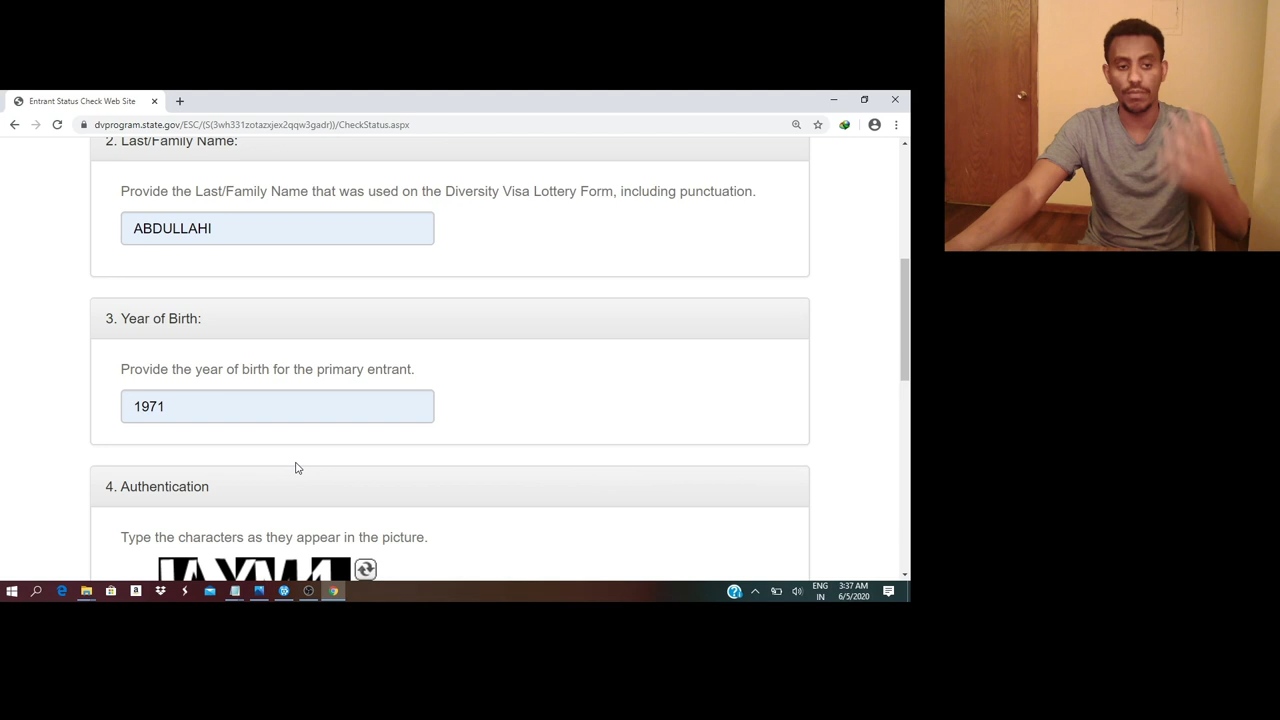 Entrant Status Check Web Site
dvprogram.state.gov/ESC/(S(3wh331zotazxjex2qqw3gadr))/CheckStatus.aspx
2. Last/Family Name:
Provide the Last/Family Name that was used on the Diversity Visa Lottery Form, including punctuation.
ABDULLAHI
3. Year of Birth:
Provide the year of birth for the primary entrant.
1971
4. Authentication
Type the characters as they appear in the picture.
ENG
IN
3:37 AM
6/5/2020